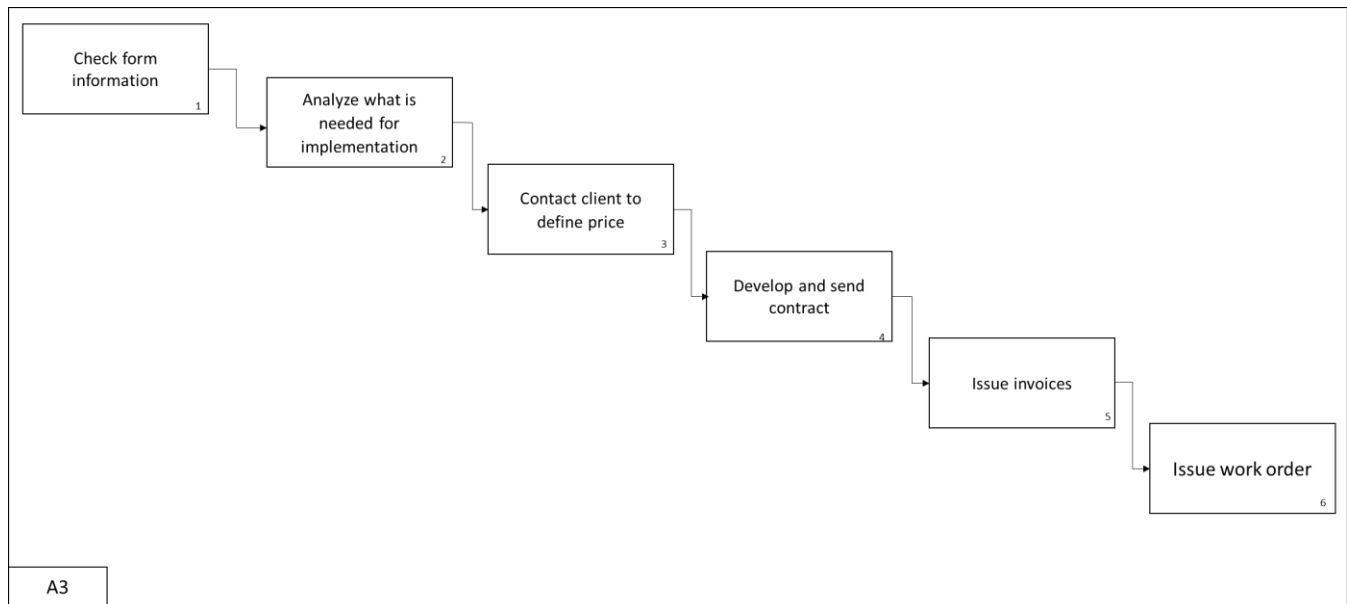 Check form
information
1
Analyze what is
needed for
implementation
2
Contact client to
define price
3
Develop and send
contract
4
Issue invoices
5
Issue work order
6
A3